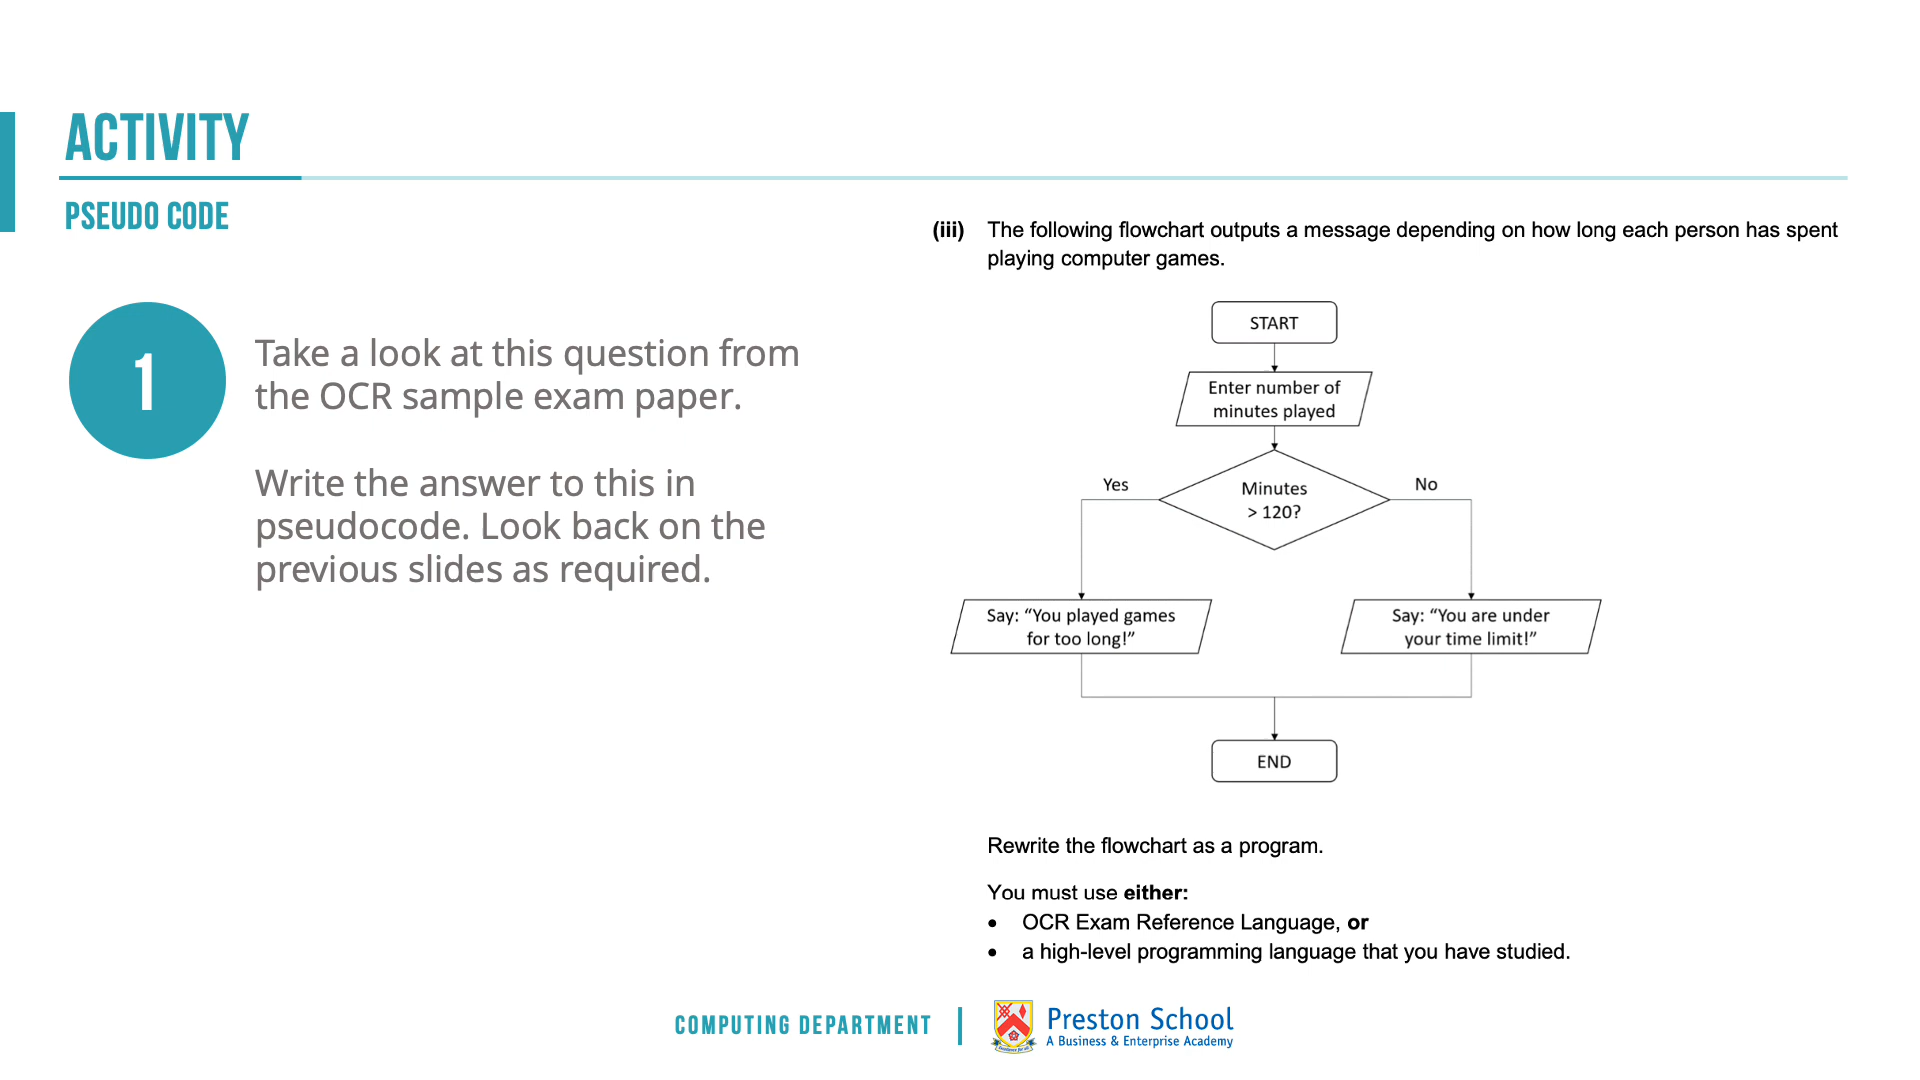 ACTIVITY
PSEUDO CODE
1
Take a look at this question from
the OCR sample exam paper.
Write the answer to this in
pseudocode. Look back on the
previous slides as required.
(iii) The following flowchart outputs a message depending on how long each person has spent
playing computer games.
START
Enter number of
minutes played
Minutes
> 120?
Yes
No
Say: “You played games
for too long!”
Say: “You are under
your time limit!”
END
Rewrite the flowchart as a program.
You must use either:
• OCR Exam Reference Language, or
• a high-level programming language that you have studied.
COMPUTING DEPARTMENT
Preston School
A Business & Enterprise Academy